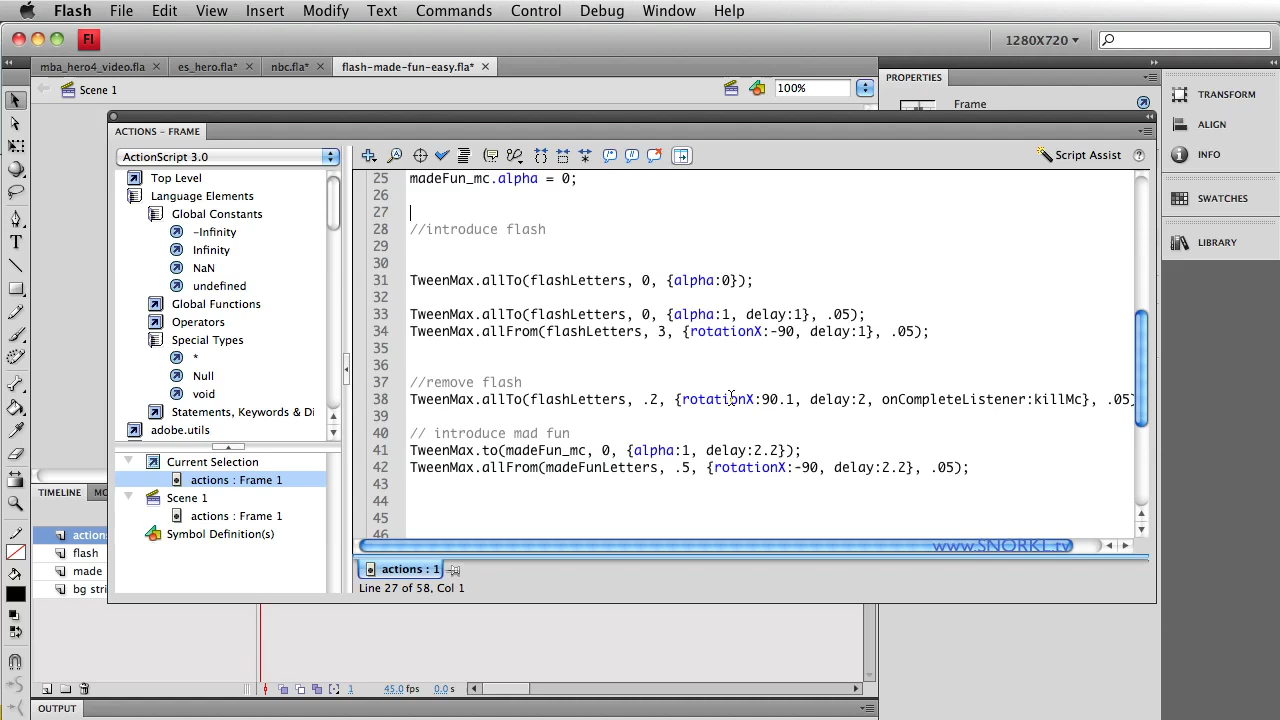 Flash File Edit View Insert Modify Text Commands Control Debug Window Help
Fl 1280X720
mba_hero4_video.fla es_hero.fla* nbc.fla* flash-made-fun-easy.fla* PROPERTIES
Scene 1 100% Frame
TRANSFORM
ALIGN
INFO
SWATCHES
LIBRARY
ACTIONS – FRAME
ActionScript 3.0 Script Assist
Top Level
Language Elements
Global Constants
-Infinity
Infinity
NaN
undefined
Global Functions
Operators
Special Types
*
Null
void
Statements, Keywords & Di
adobe.utils
Current Selection
actions : Frame 1
Scene 1
actions : Frame 1
Symbol Definition(s)
25 madeFun_mc.alpha = 0;
26
27
28 //introduce flash
29
30
31 TweenMax.allTo(flashLetters, 0, {alpha:0});
32
33 TweenMax.allTo(flashLetters, 0, {alpha:1, delay:1}, .05);
34 TweenMax.allFrom(flashLetters, 3, {rotationX:-90, delay:1}, .05);
35
36
37 //remove flash
38 TweenMax.allTo(flashLetters, .2, {rotationX:90.1, delay:2, onCompleteListener:killMc}, .05)
39
40 // introduce mad fun
41 TweenMax.to(madeFun_mc, 0, {alpha:1, delay:2.2});
42 TweenMax.allFrom(madeFunLetters, .5, {rotationX:-90, delay:2.2}, .05);
43
44
45
46
www.SNORKL.tv
actions : 1
Line 27 of 58, Col 1
TIMELINE MO
actions
flash
made
bg stri
1 45.0 fps 0.0 s
OUTPUT